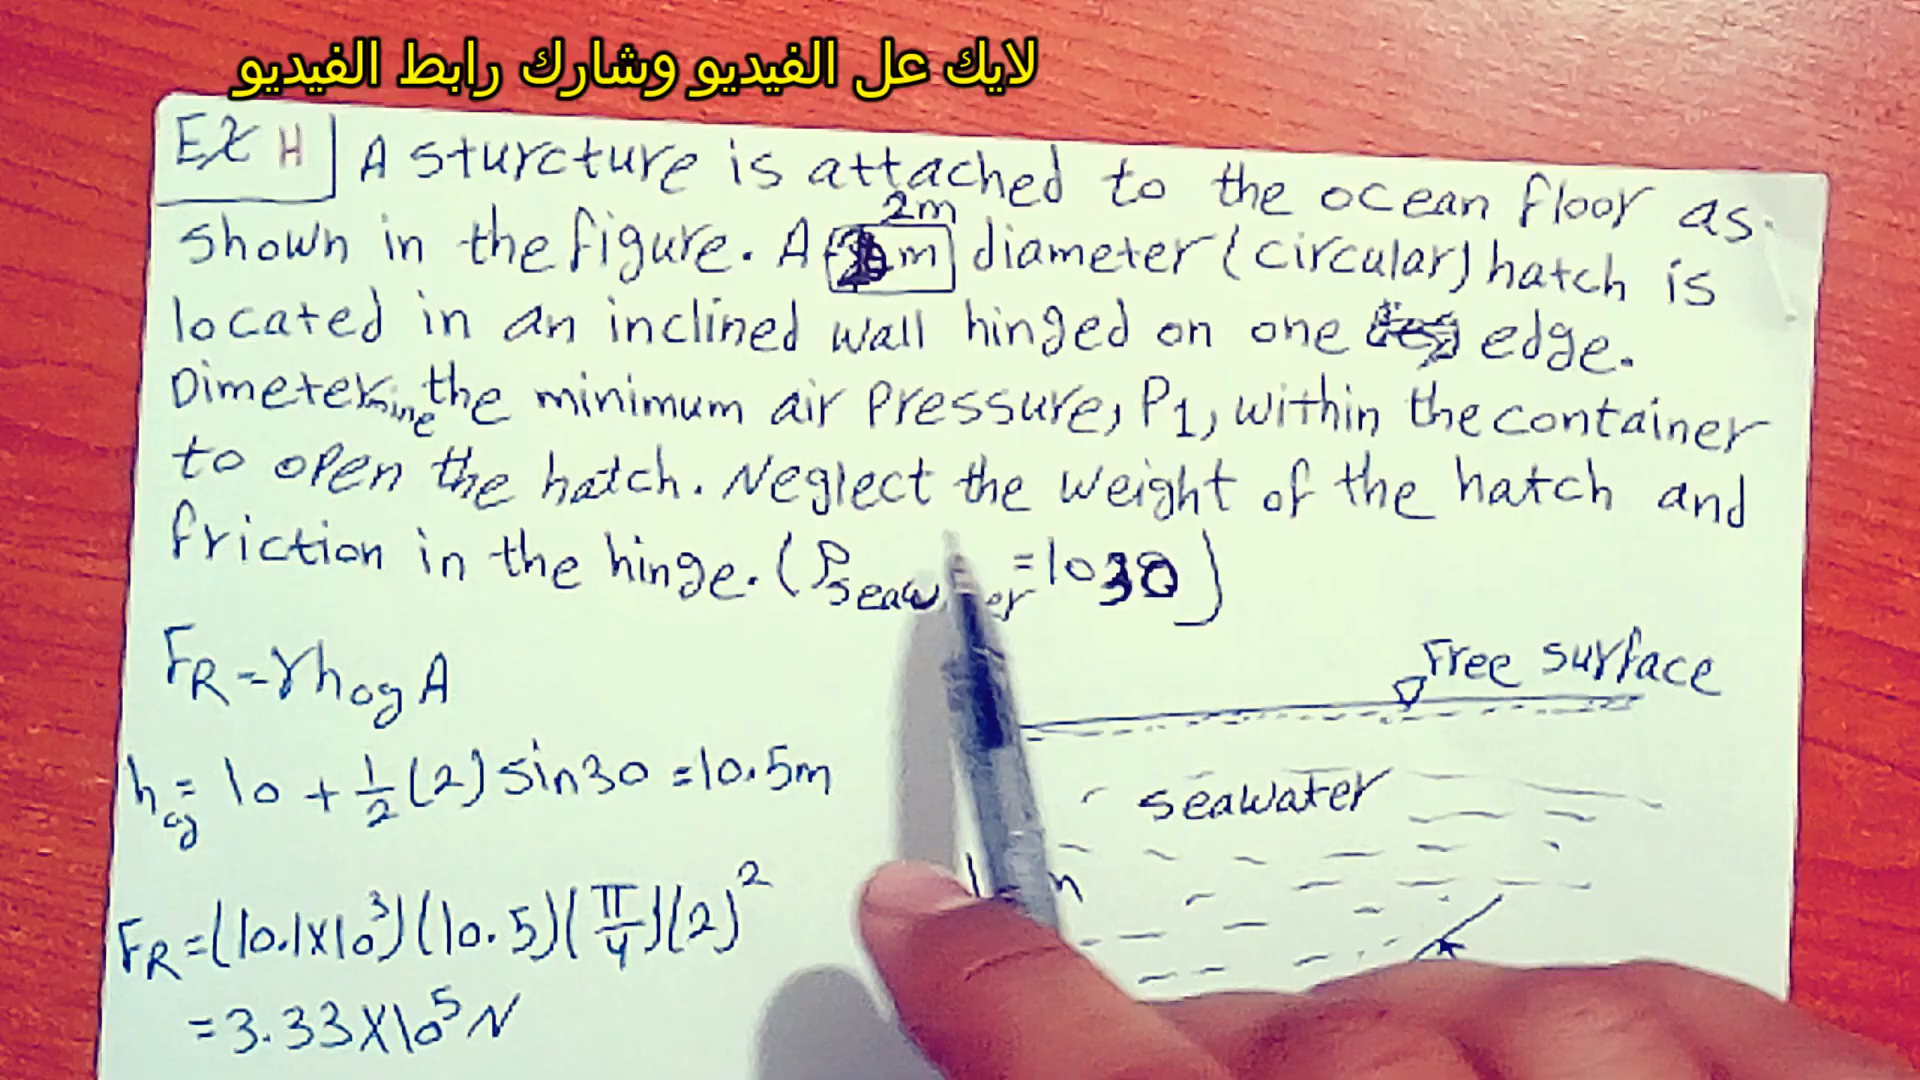 لايك عل الفيديو وشارك رابط الفيديو
EX H A sturcture is attached to the ocean floor as
2m
shown in the figure. A m diameter (circular) hatch is
located in an inclined wall hinged on one edge.
Dimetermine the minimum air pressure, P1, within the container
to open the hatch. Neglect the weight of the hatch and
friction in the hinge. (ρ =1030)
FR = γ hog A
hcg = 10 + 1/2 (2) sin30 = 10.5m
FR = (10.1x10³)(10.5)(π/4)(2)²
= 3.33x10⁵ N
Free surface
seawater